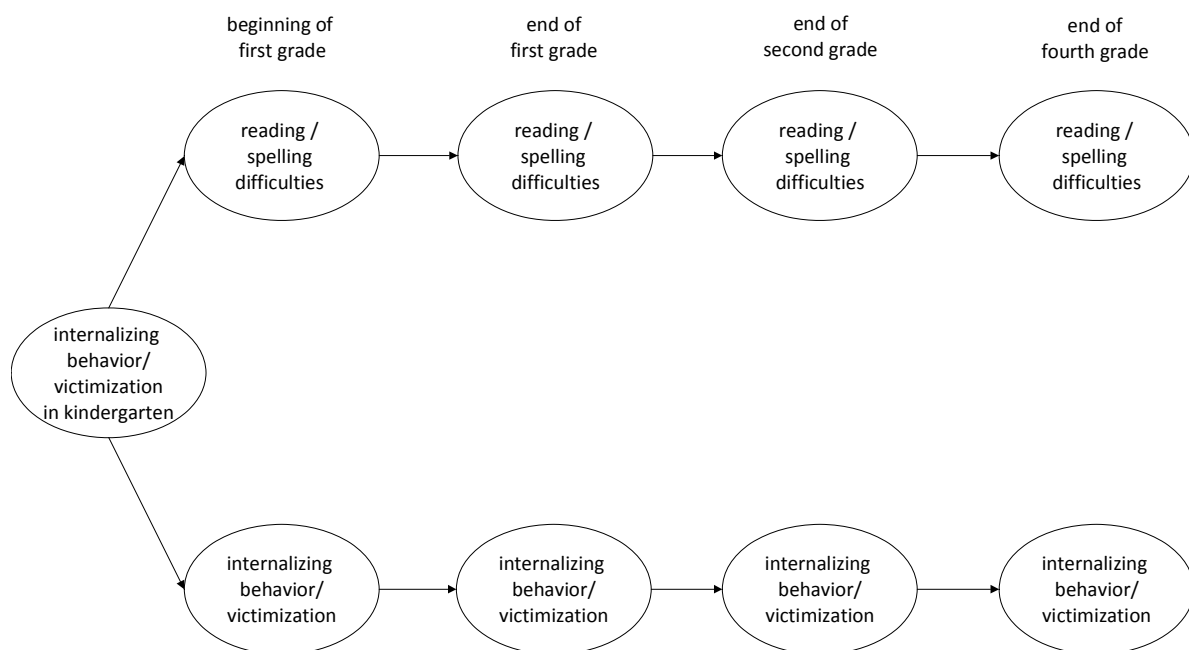 beginning of
first grade
end of
first grade
end of
second grade
end of
fourth grade
reading /
spelling
difficulties
reading /
spelling
difficulties
reading /
spelling
difficulties
reading /
spelling
difficulties
internalizing
behavior/
victimization
in kindergarten
internalizing
behavior/
victimization
internalizing
behavior/
victimization
internalizing
behavior/
victimization
internalizing
behavior/
victimization